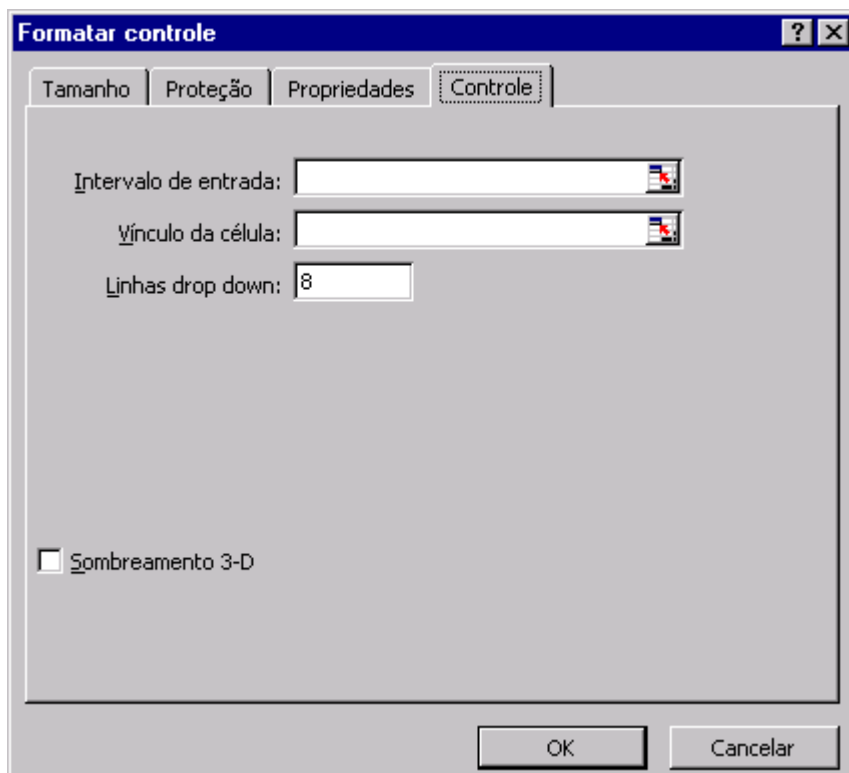 Formatar controle
Tamanho Proteção Propriedades Controle
Intervalo de entrada:
Vínculo da célula:
Linhas drop down: 8
Sombreamento 3-D
OK Cancelar